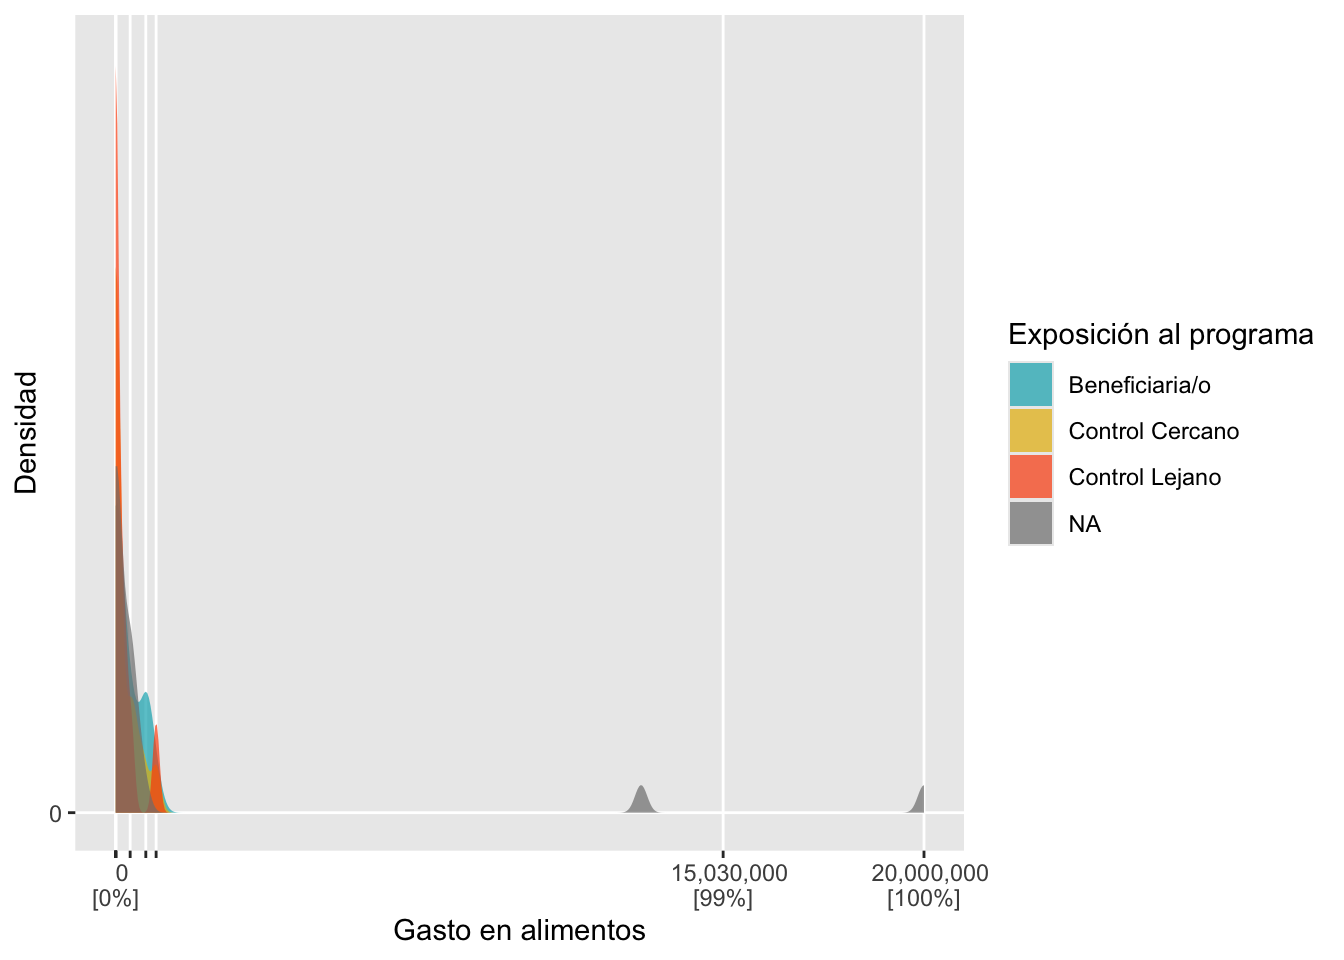 Densidad
0
0
[0%]
15,030,000
[99%]
20,000,000
[100%]
Gasto en alimentos
Exposición al programa
Beneficiaria/o
Control Cercano
Control Lejano
NA